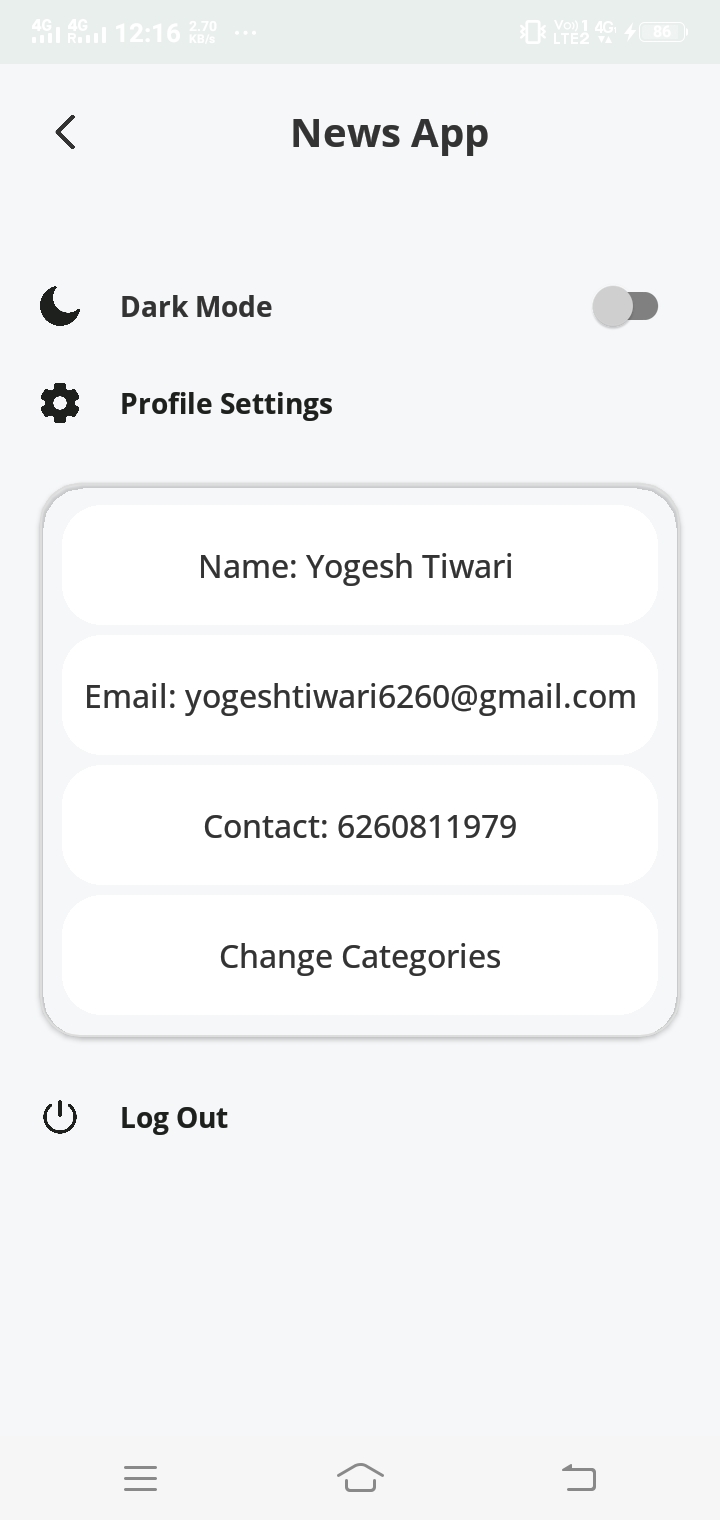 4G 4G R 12:16 2.70 KB/s ... Vo)) 1 LTE2 4G 86
News App
Dark Mode
Profile Settings
Name: Yogesh Tiwari
Email: yogeshtiwari6260@gmail.com
Contact: 6260811979
Change Categories
Log Out